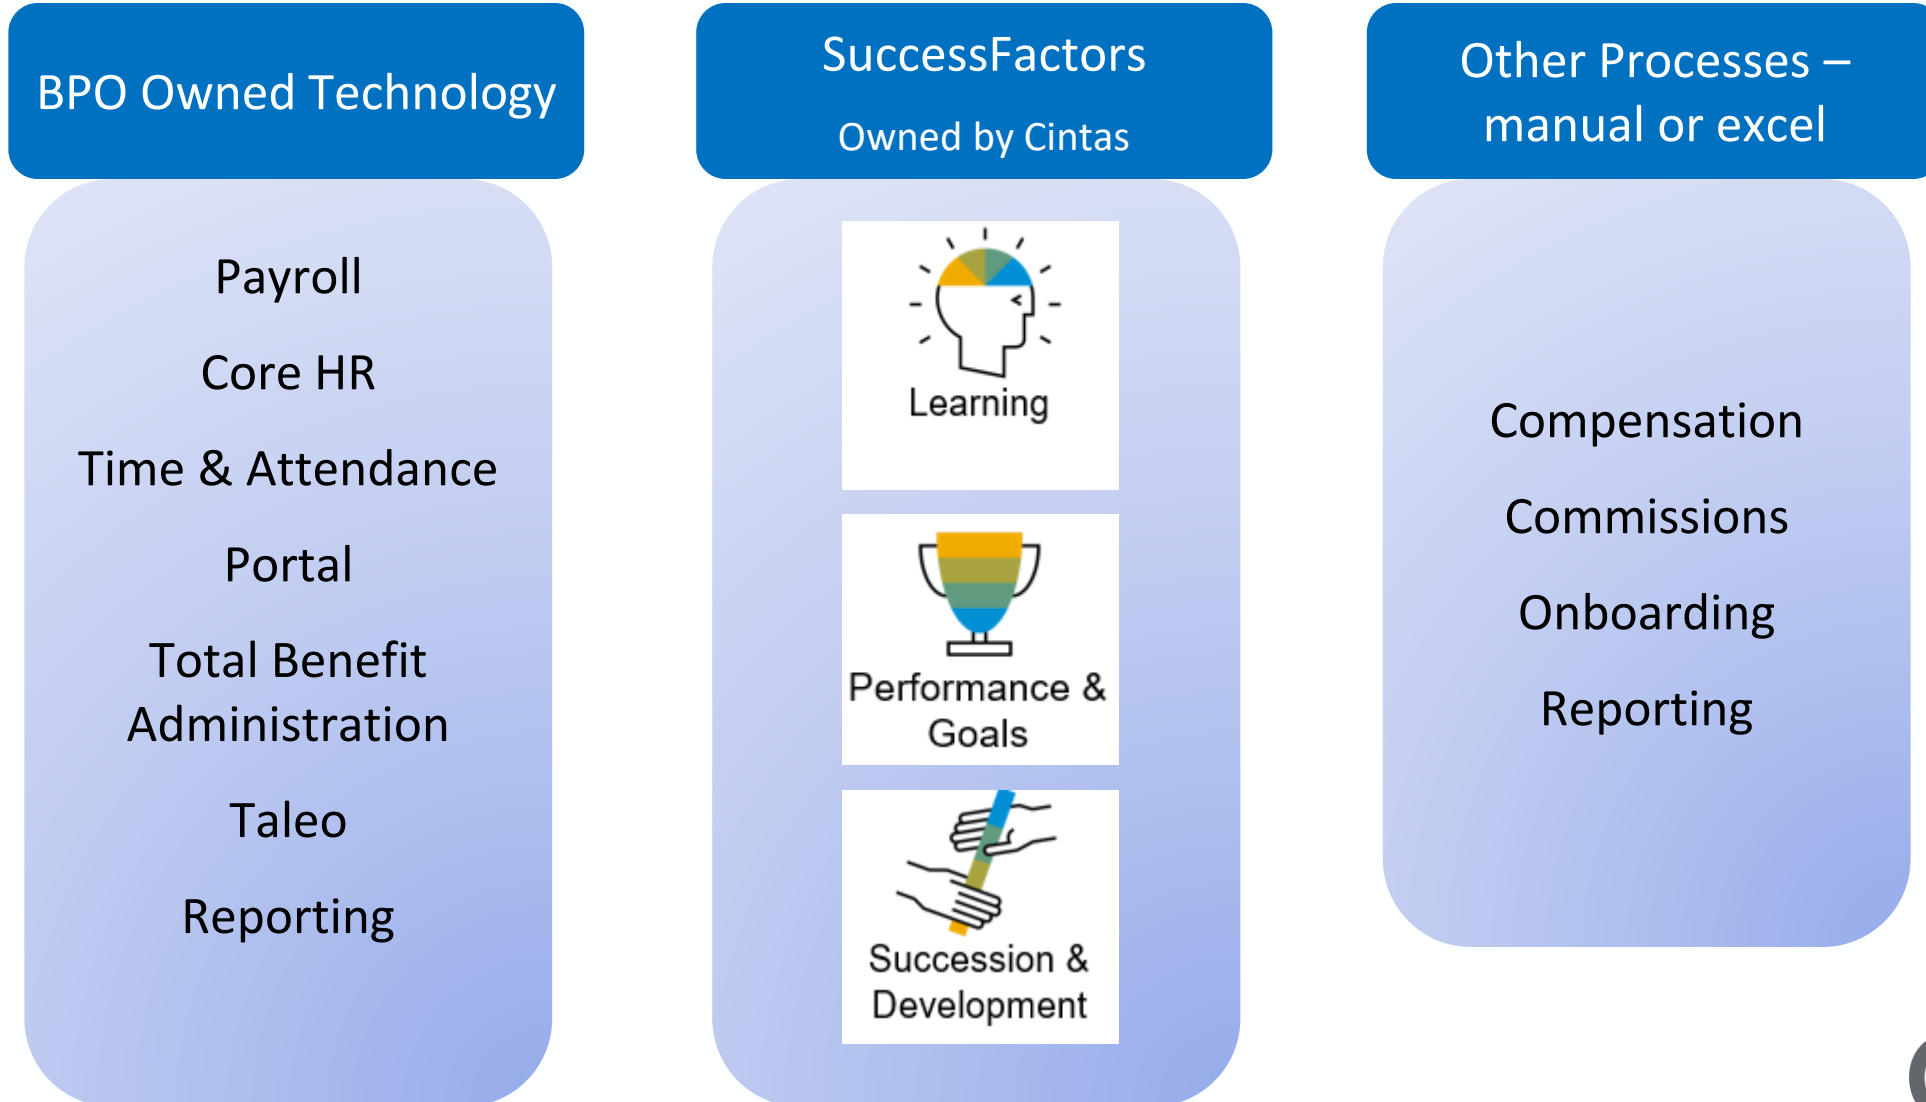 BPO Owned Technology
Payroll
Core HR
Time & Attendance
Portal
Total Benefit
Administration
Taleo
Reporting
SuccessFactors
Owned by Cintas
Learning
Performance &
Goals
Succession &
Development
Other Processes –
manual or excel
Compensation
Commissions
Onboarding
Reporting